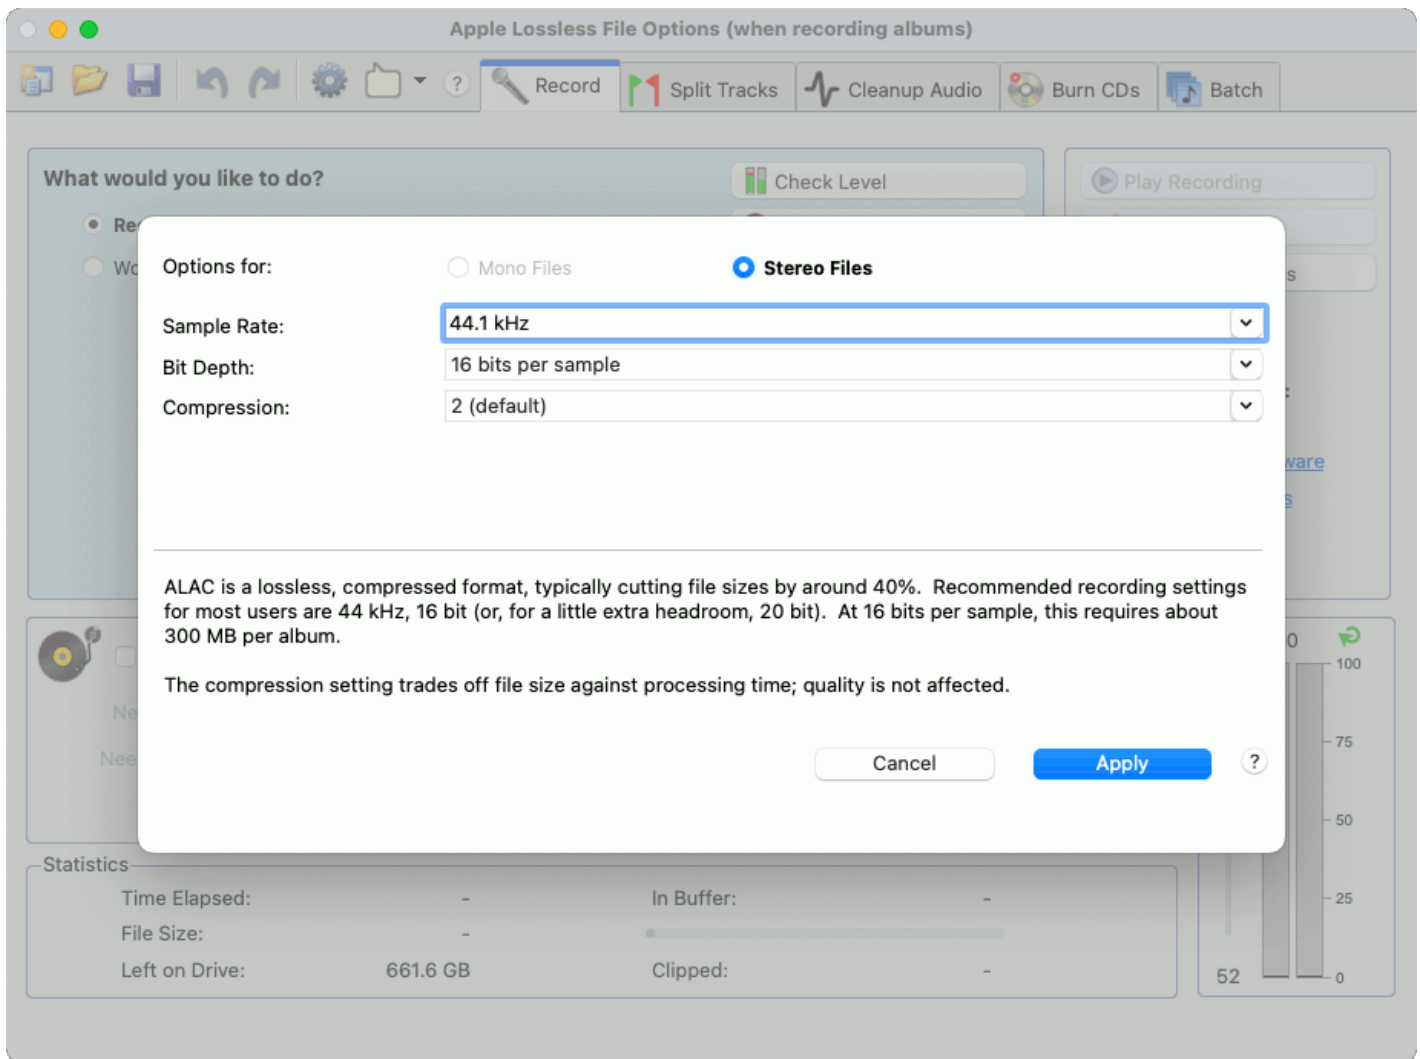 Apple Lossless File Options (when recording albums)
?
Record
Split Tracks
Cleanup Audio
Burn CDs
Batch
What would you like to do?
Check Level
Play Recording
Options for:
Mono Files
Stereo Files
Sample Rate:
44.1 kHz
Bit Depth:
16 bits per sample
Compression:
2 (default)
ALAC is a lossless, compressed format, typically cutting file sizes by around 40%.  Recommended recording settings
for most users are 44 kHz, 16 bit (or, for a little extra headroom, 20 bit).  At 16 bits per sample, this requires about
300 MB per album.
The compression setting trades off file size against processing time; quality is not affected.
Cancel
Apply
?
100
75
50
25
0
52
Statistics
Time Elapsed:
-
In Buffer:
-
File Size:
-
Left on Drive:
661.6 GB
Clipped:
-